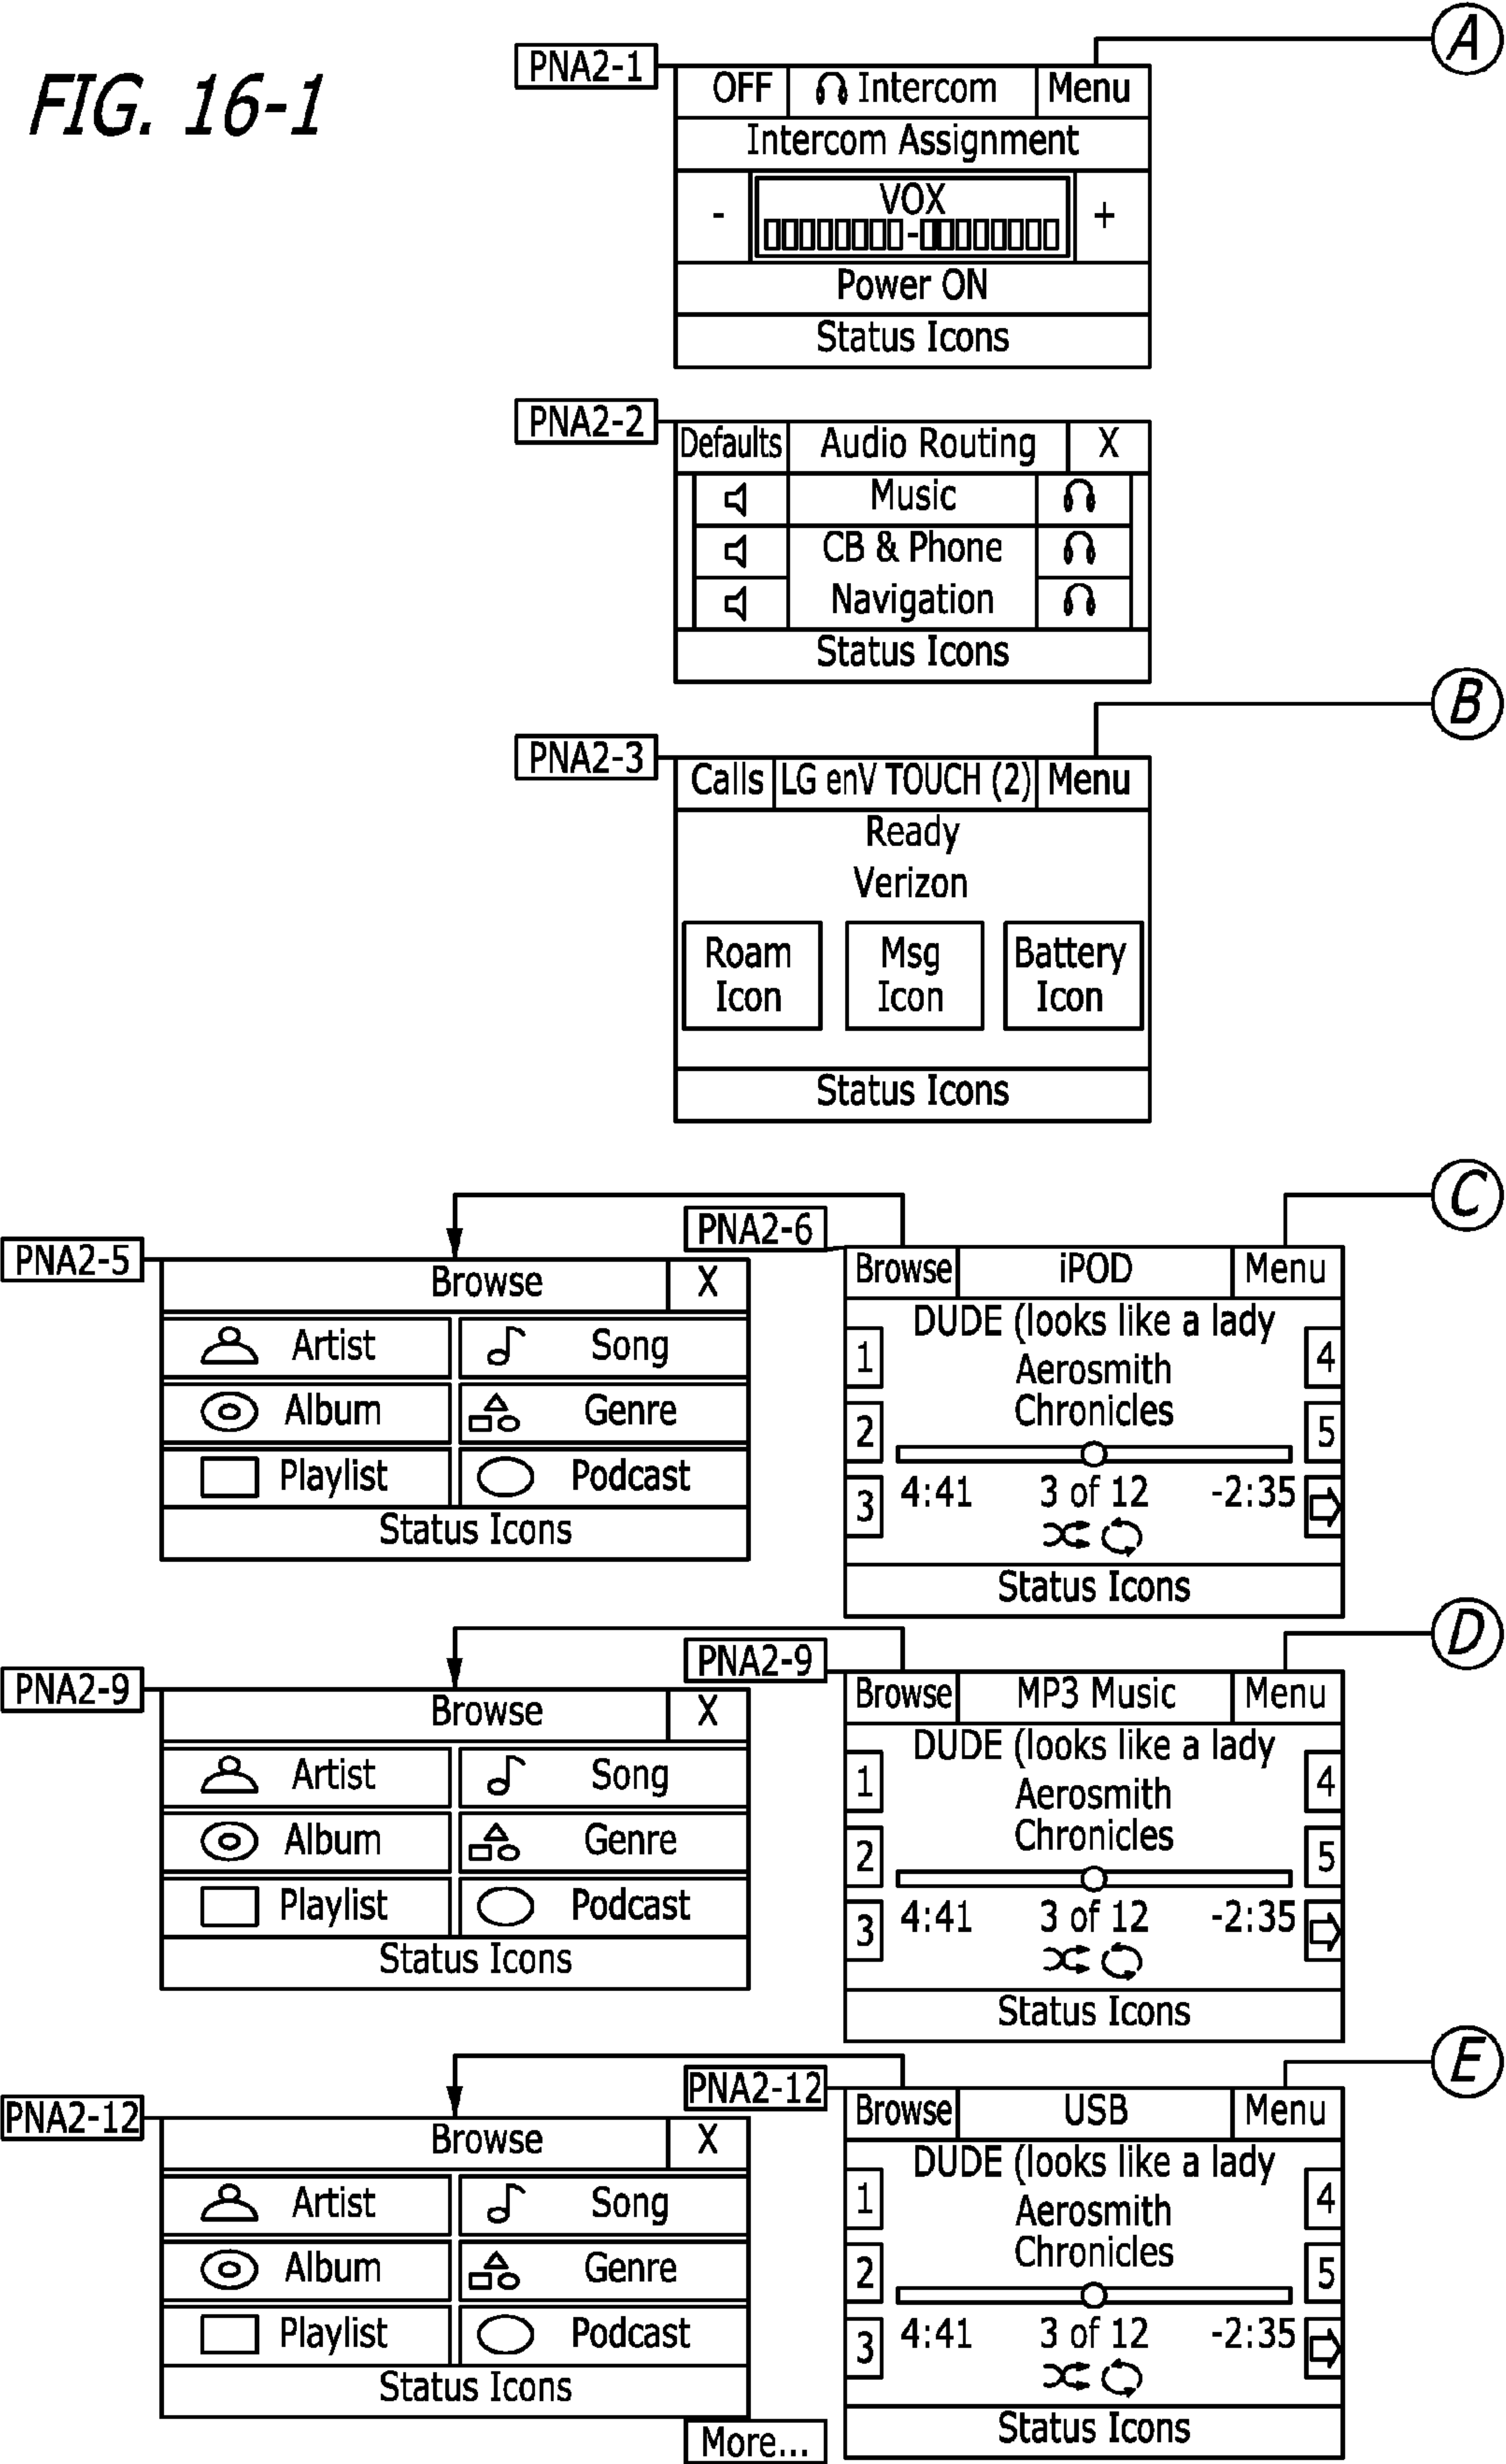 FIG. 16-1
A
PNA2-1
OFF Intercom Menu
Intercom Assignment
- VOX +
-
Power ON
Status Icons
PNA2-2
Defaults Audio Routing X
Music
CB & Phone
Navigation
Status Icons
B
PNA2-3
Calls LG enV TOUCH (2) Menu
Ready
Verizon
Roam Icon
Msg Icon
Battery Icon
Status Icons
C
PNA2-5
Browse X
Artist Song
Album Genre
Playlist Podcast
Status Icons
PNA2-6
Browse iPOD Menu
DUDE (looks like a lady
1 Aerosmith 4
Chronicles
2 5
3 4:41 3 of 12 -2:35
Status Icons
D
PNA2-9
Browse X
Artist Song
Album Genre
Playlist Podcast
Status Icons
PNA2-9
Browse MP3 Music Menu
DUDE (looks like a lady
1 Aerosmith 4
Chronicles
2 5
3 4:41 3 of 12 -2:35
Status Icons
E
PNA2-12
Browse X
Artist Song
Album Genre
Playlist Podcast
Status Icons
PNA2-12
Browse USB Menu
DUDE (looks like a lady
1 Aerosmith 4
Chronicles
2 5
3 4:41 3 of 12 -2:35
Status Icons
More...